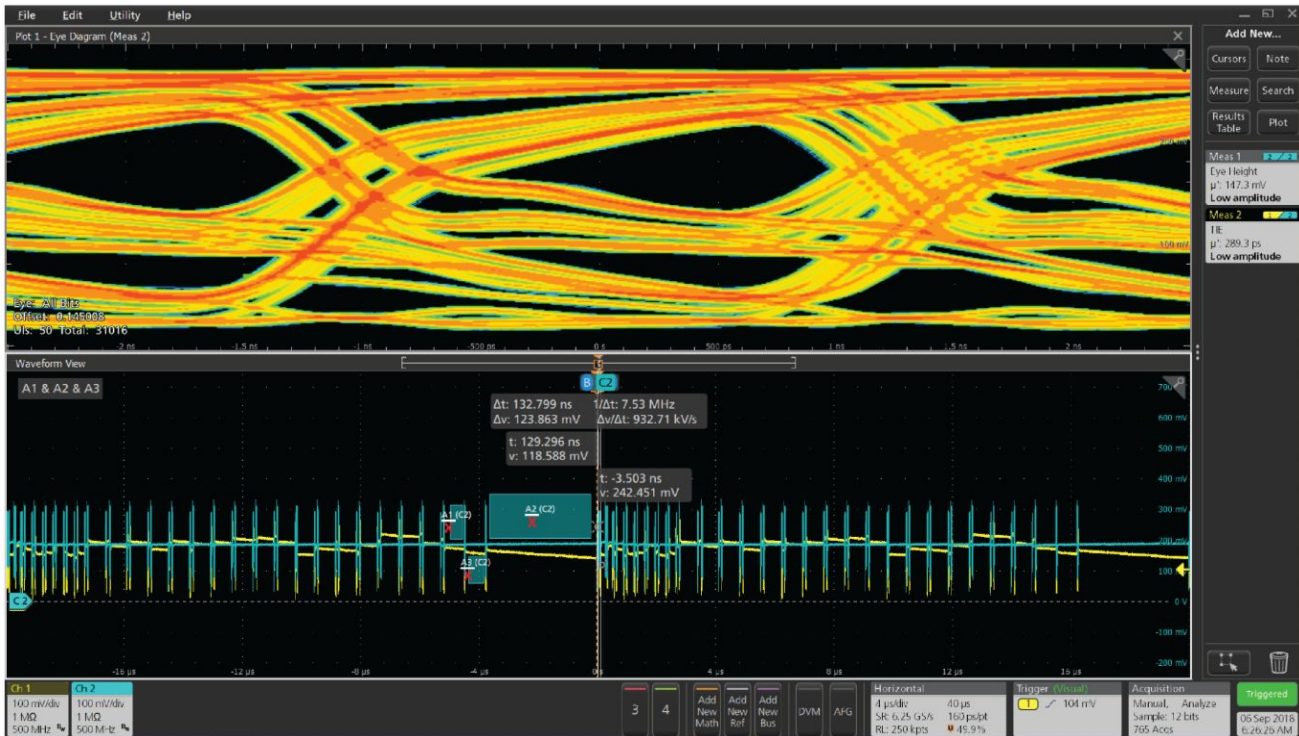 File Edit Utility Help
Plot 1 - Eye Diagram (Meas 2)
Eye: All Bits
Offset: 0.145008
UIs: 50 Total: 31016
-2 ns -1.5 ns -1 ns -500 ps 0 s 500 ps 1 ns 1.5 ns 2 ns
100 mV
Waveform View
A1 & A2 & A3
B C2
Δt: 132.799 ns 1/Δt: 7.53 MHz
Δv: 123.863 mV Δv/Δt: 932.71 kV/s
t: 129.296 ns
v: 118.588 mV
t: -3.503 ns
v: 242.451 mV
A1 (C2)
A2 (C2)
A3 (C2)
C 2
600 mV
500 mV
400 mV
300 mV
200 mV
100 mV
0 V
-100 mV
-200 mV
-16 µs -12 µs -8 µs -4 µs 0 s 4 µs 8 µs 12 µs 16 µs
Add New...
Cursors Note
Measure Search
Results Table Plot
Meas 1 2 / 2
Eye Height
µ': 147.3 mV
Low amplitude
Meas 2 1 / 2
TIE
µ': 289.3 ps
Low amplitude
Ch 1
100 mV/div
1 MΩ
500 MHz
Ch 2
100 mV/div
1 MΩ
500 MHz
3
4
Add New Math
Add New Ref
Add New Bus
DVM
AFG
Horizontal
4 µs/div 40 µs
SR: 6.25 GS/s 160 ps/pt
RL: 250 kpts 49.9%
Trigger (Visual)
1 104 mV
Acquisition
Manual, Analyze
Sample: 12 bits
765 Acqs
Triggered
06 Sep 2018
6:26:26 AM